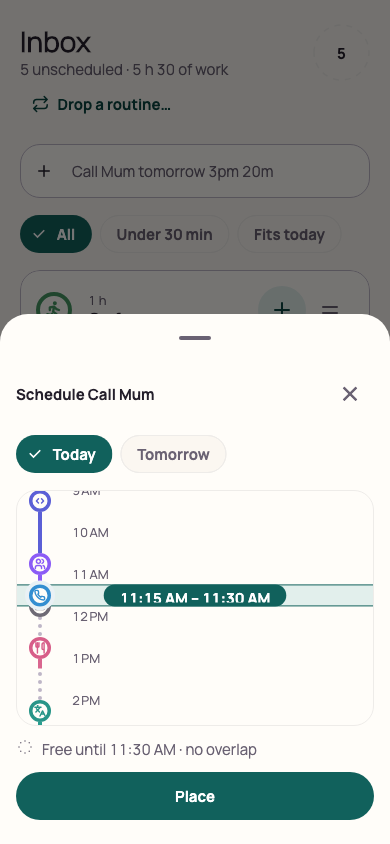 Inbox
5 unscheduled · 5 h 30 of work
5
Drop a routine…
Call Mum tomorrow 3pm 20m
All
Under 30 min
Fits today
1 h
Schedule Call Mum
Today
Tomorrow
9 AM
10 AM
11 AM
11:15 AM – 11:30 AM
12 PM
1 PM
2 PM
Free until 11:30 AM · no overlap
Place